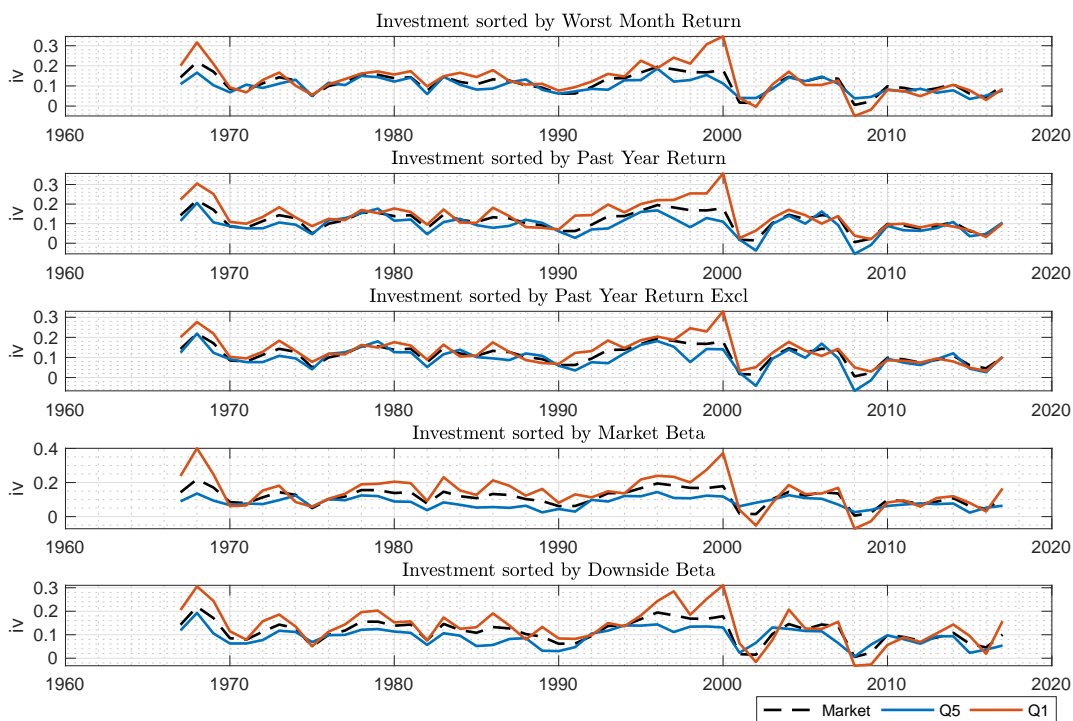 Investment sorted by Worst Month Return
iv
0.3
0.2
0.1
0
1960 1970 1980 1990 2000 2010 2020
Investment sorted by Past Year Return
iv
0.3
0.2
0.1
0
1960 1970 1980 1990 2000 2010 2020
Investment sorted by Past Year Return Excl
iv
0.3
0.2
0.1
0
1960 1970 1980 1990 2000 2010 2020
Investment sorted by Market Beta
iv
0.4
0.2
0
1960 1970 1980 1990 2000 2010 2020
Investment sorted by Downside Beta
iv
0.3
0.2
0.1
0
1960 1970 1980 1990 2000 2010 2020
Market Q5 Q1